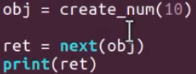 obj = create_num(10)
ret = next(obj)
print(ret)